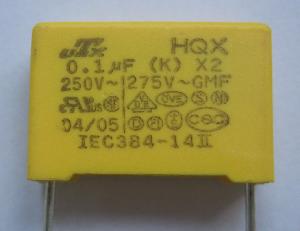 HQX
0.1µF (K) X2
250V~ 275V~GMF
04/05
IEC384-14II